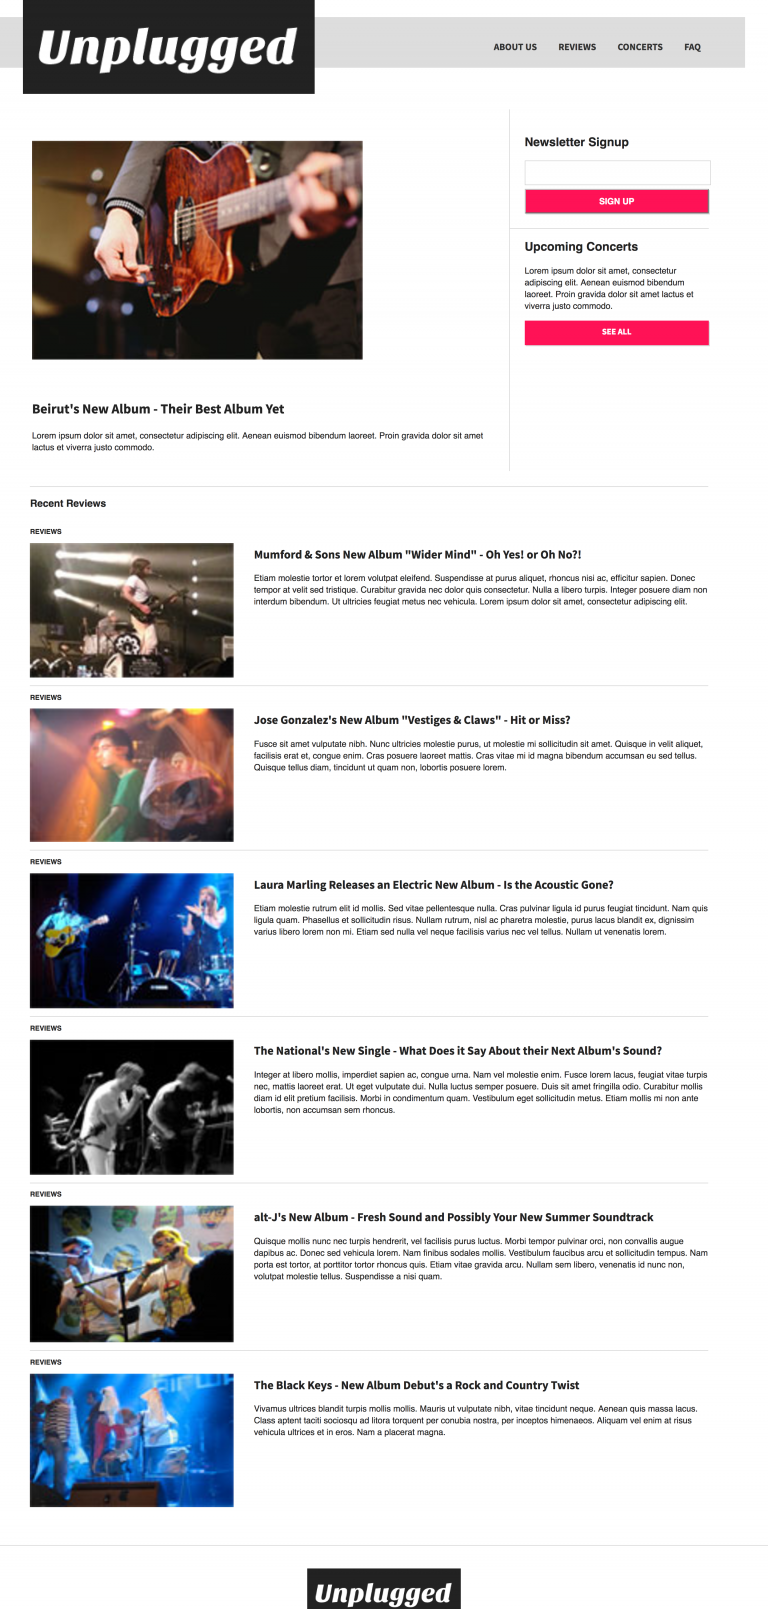 Unplugged
ABOUT US REVIEWS CONCERTS FAQ
Newsletter Signup
SIGN UP
Upcoming Concerts
Lorem ipsum dolor sit amet, consectetur
adipiscing elit. Aenean euismod bibendum
laoreet. Proin gravida dolor sit amet lactus et
viverra justo commodo.
SEE ALL
Beirut's New Album - Their Best Album Yet
Lorem ipsum dolor sit amet, consectetur adipiscing elit. Aenean euismod bibendum laoreet. Proin gravida dolor sit amet
lactus et viverra justo commodo.
Recent Reviews
REVIEWS
Mumford & Sons New Album "Wider Mind" - Oh Yes! or Oh No?!
Etiam molestie tortor et lorem volutpat eleifend. Suspendisse at purus aliquet, rhoncus nisi ac, efficitur sapien. Donec
tempor at velit sed tristique. Curabitur gravida nec dolor quis consectetur. Nulla a libero turpis. Integer posuere diam non
interdum bibendum. Ut ultricies feugiat metus nec vehicula. Lorem ipsum dolor sit amet, consectetur adipiscing elit.
REVIEWS
Jose Gonzalez's New Album "Vestiges & Claws" - Hit or Miss?
Fusce sit amet vulputate nibh. Nunc ultricies molestie purus, ut molestie mi sollicitudin sit amet. Quisque in velit aliquet,
facilisis erat et, congue enim. Cras posuere laoreet mattis. Cras vitae mi id magna bibendum accumsan eu sed tellus.
Quisque tellus diam, tincidunt ut quam non, lobortis posuere lorem.
REVIEWS
Laura Marling Releases an Electric New Album - Is the Acoustic Gone?
Etiam molestie rutrum elit id mollis. Sed vitae pellentesque nulla. Cras pulvinar ligula id purus feugiat tincidunt. Nam quis
ligula quam. Phasellus et sollicitudin risus. Nullam rutrum, nisl ac pharetra molestie, purus lacus blandit ex, dignissim
varius libero lorem non mi. Etiam sed nulla vel neque facilisis varius nec vel tellus. Nullam ut venenatis lorem.
REVIEWS
The National's New Single - What Does it Say About their Next Album's Sound?
Integer at libero mollis, imperdiet sapien ac, congue urna. Nam vel molestie enim. Fusce lorem lacus, feugiat vitae turpis
nec, mattis laoreet erat. Ut eget vulputate dui. Nulla luctus semper posuere. Duis sit amet fringilla odio. Curabitur mollis
diam id elit pretium facilisis. Morbi in condimentum quam. Vestibulum eget sollicitudin metus. Etiam mollis mi non ante
lobortis, non accumsan sem rhoncus.
REVIEWS
alt-J's New Album - Fresh Sound and Possibly Your New Summer Soundtrack
Quisque mollis nunc nec turpis hendrerit, vel facilisis purus luctus. Morbi tempor pulvinar orci, non convallis augue
dapibus ac. Donec sed vehicula lorem. Nam finibus sodales mollis. Vestibulum faucibus arcu et sollicitudin tempus. Nam
porta est tortor, at porttitor tortor rhoncus quis. Etiam vitae gravida arcu. Nullam sem libero, venenatis id nunc non,
volutpat molestie tellus. Suspendisse a nisi quam.
REVIEWS
The Black Keys - New Album Debut's a Rock and Country Twist
Vivamus ultrices blandit turpis mollis mollis. Mauris ut vulputate nibh, vitae tincidunt neque. Aenean quis massa lacus.
Class aptent taciti sociosqu ad litora torquent per conubia nostra, per inceptos himenaeos. Aliquam vel enim at risus
vehicula ultrices et in eros. Nam a placerat magna.
Unplugged